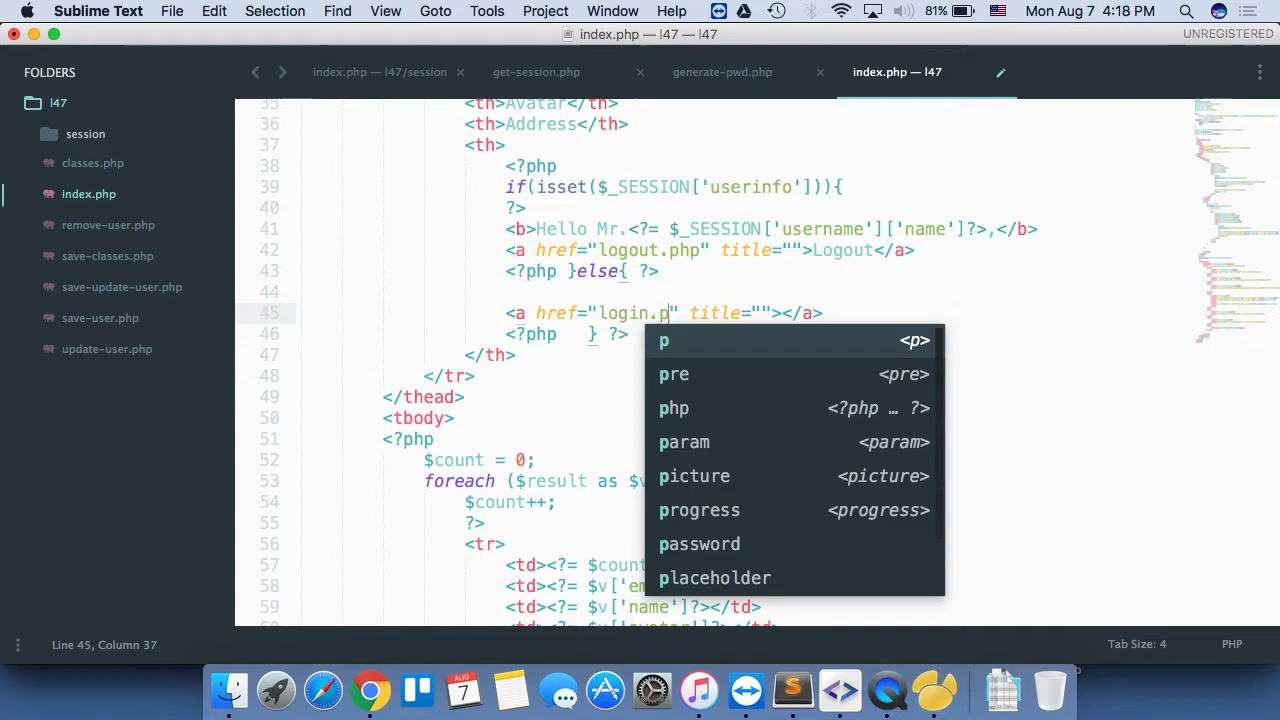 Sublime Text File Edit Selection Find View Goto Tools Project Window Help 81% Mon Aug 7 4:18 PM
index.php — l47 — l47 UNREGISTERED
FOLDERS
l47
session
classes.php
index.php
remove-user.php
save-classes.php
save-update-user.php
save-user.php
update-user.php
index.php — l47/session × get-session.php × generate-pwd.php × index.php — l47
35 <th>Avatar</th>
36 <th>Address</th>
37 <th>
38 <?php
39 if(isset($_SESSION['userinfo'])){
40 ?>
41 <b>Hello Mr.<?= $_SESSION['username']['name']?>,</b>
42 <a href="logout.php" title="">Logout</a>
43 <?php }else{ ?>
44
45 <a href="login.p" title=""></a>
46 <?php } ?>
47 </th>
48 </tr>
49 </thead>
50 <tbody>
51 <?php
52 $count = 0;
53 foreach ($result as $v
54 $count++;
55 ?>
56 <tr>
57 <td><?= $count
58 <td><?= $v['em
59 <td><?= $v['name']?></td>
p <p>
pre <pre>
php <?php … ?>
param <param>
picture <picture>
progress <progress>
password
placeholder
Line 45, Column 37 Tab Size: 4 PHP
AUG
7